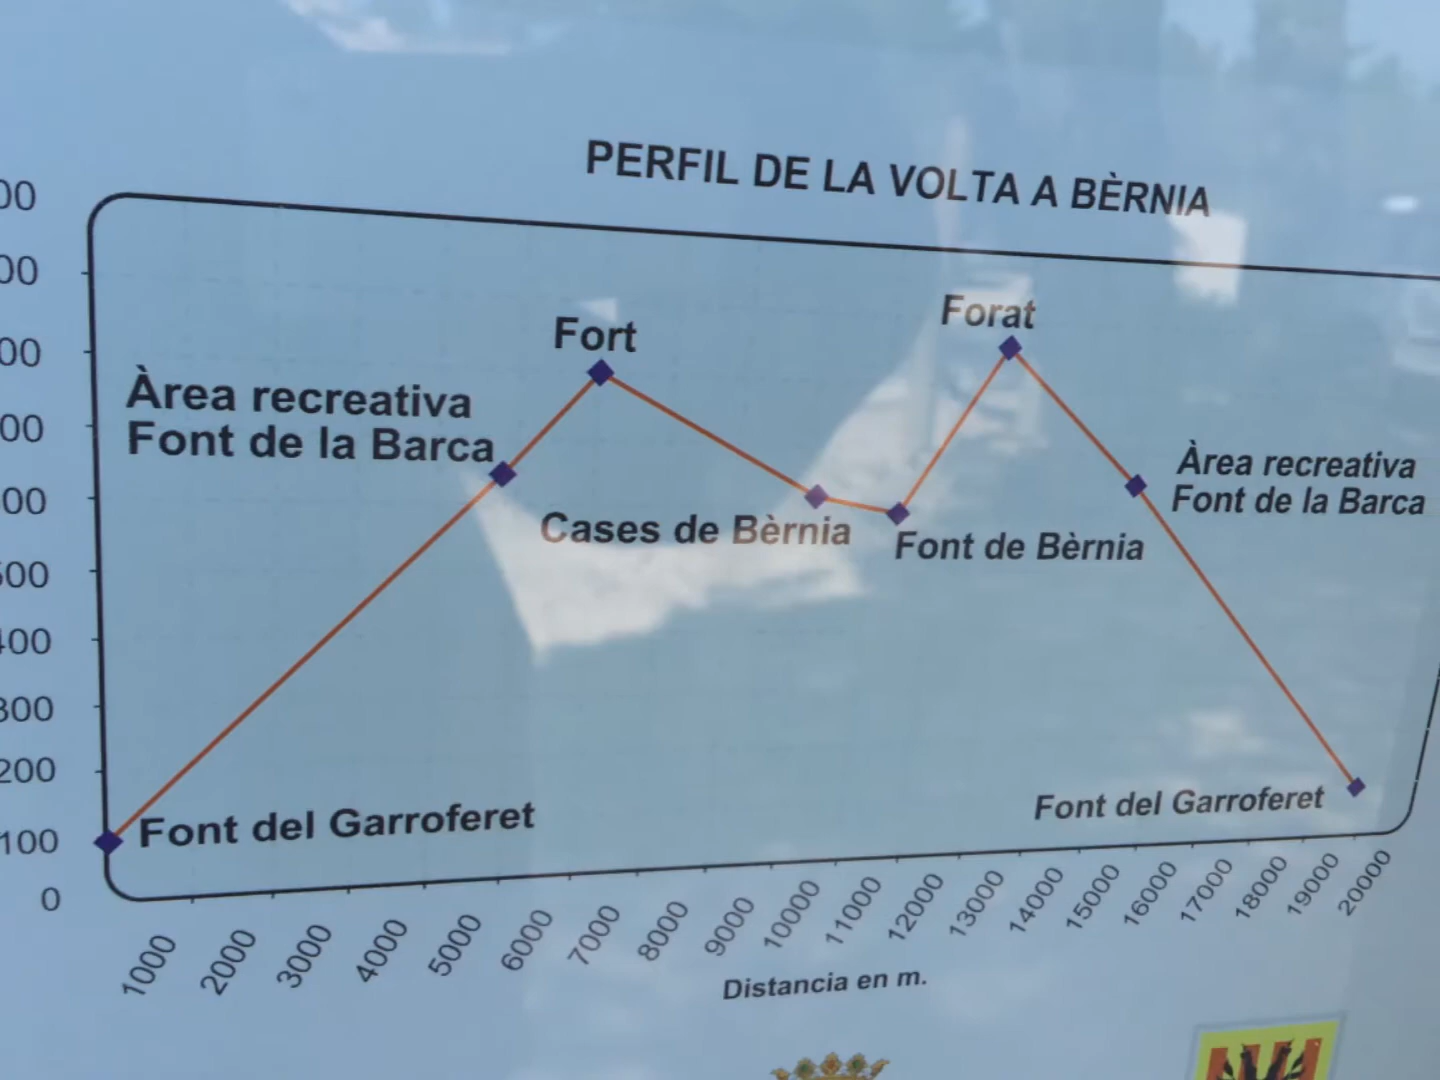 PERFIL DE LA VOLTA A BÈRNIA
00
00
00
00
00
500
400
300
200
100
0
Fort
Forat
Àrea recreativa
Font de la Barca
Cases de Bèrnia
Font de Bèrnia
Àrea recreativa
Font de la Barca
Font del Garroferet
Font del Garroferet
1000 2000 3000 4000 5000 6000 7000 8000 9000 10000 11000 12000 13000 14000 15000 16000 17000 18000 19000 20000
Distancia en m.